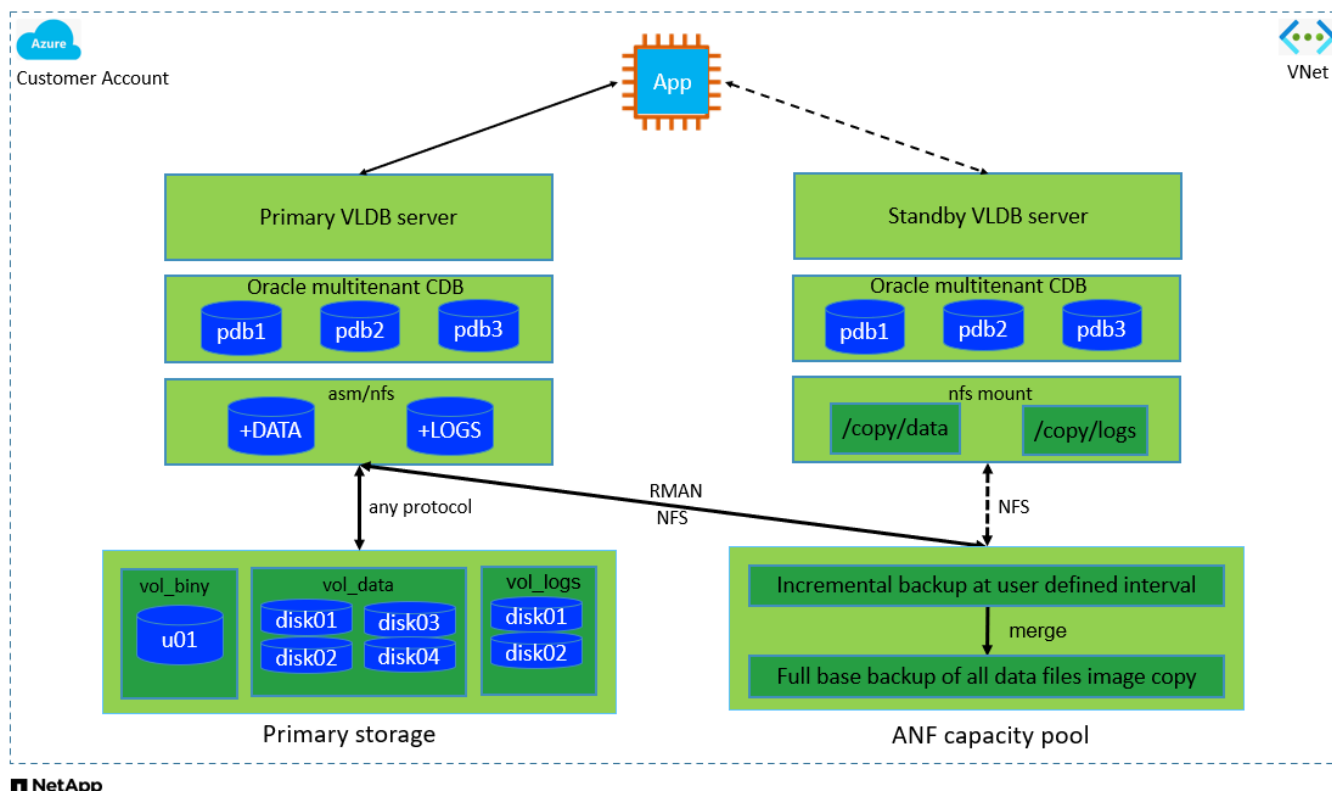 Azure
Customer Account
App
VNet
Primary VLDB server
Standby VLDB server
Oracle multitenant CDB
pdb1
pdb2
pdb3
Oracle multitenant CDB
pdb1
pdb2
pdb3
asm/nfs
+DATA
+LOGS
nfs mount
/copy/data
/copy/logs
any protocol
RMAN
NFS
NFS
vol_biny
u01
vol_data
disk01
disk03
disk02
disk04
vol_logs
disk01
disk02
Incremental backup at user defined interval
merge
Full base backup of all data files image copy
Primary storage
ANF capacity pool
NetApp